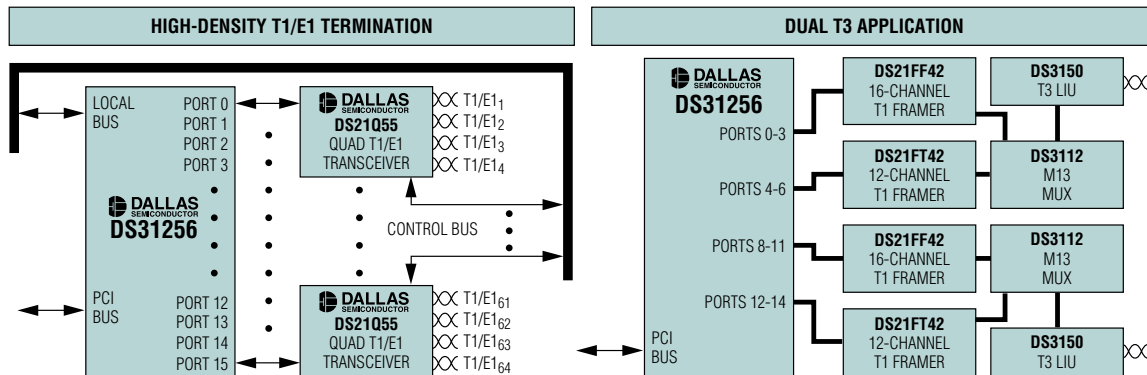 HIGH-DENSITY T1/E1 TERMINATION
LOCAL
BUS
PORT 0
PORT 1
PORT 2
PORT 3
DALLAS
SEMICONDUCTOR
DS31256
PCI
BUS
PORT 12
PORT 13
PORT 14
PORT 15
DALLAS
SEMICONDUCTOR
DS21Q55
QUAD T1/E1
TRANSCEIVER
T1/E1₁
T1/E1₂
T1/E1₃
T1/E1₄
CONTROL BUS
DALLAS
SEMICONDUCTOR
DS21Q55
QUAD T1/E1
TRANSCEIVER
T1/E1₆₁
T1/E1₆₂
T1/E1₆₃
T1/E1₆₄
DUAL T3 APPLICATION
DALLAS
SEMICONDUCTOR
DS31256
PORTS 0-3
PORTS 4-6
PORTS 8-11
PORTS 12-14
PCI
BUS
DS21FF42
16-CHANNEL
T1 FRAMER
DS3150
T3 LIU
DS21FT42
12-CHANNEL
T1 FRAMER
DS3112
M13
MUX
DS21FF42
16-CHANNEL
T1 FRAMER
DS3112
M13
MUX
DS21FT42
12-CHANNEL
T1 FRAMER
DS3150
T3 LIU